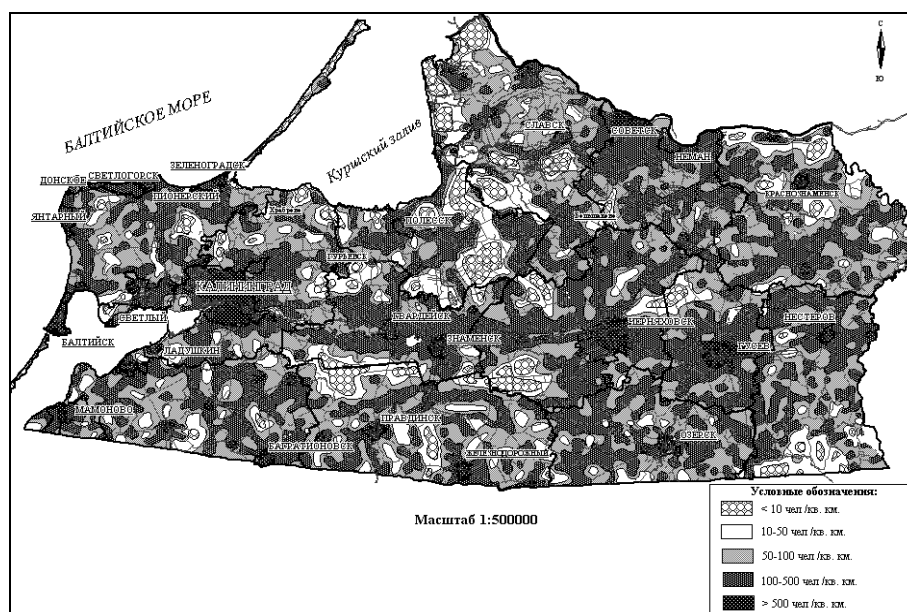 С
Ю
БАЛТИЙСКОЕ МОРЕ
Куршский залив
СЛАВСК
СОВЕТСК
НЕМАН
ЗЕЛЕНОГРАДСК
ДОНСКОЕ
СВЕТЛОГОРСК
ПИОНЕРСКИЙ
КРАСНОЗНАМЕНСК
ЯНТАРНЫЙ
ПОЛЕССК
ГУРЬЕВСК
КАЛИНИНГРАД
СВЕТЛЫЙ
ГВАРДЕЙСК
ЧЕРНЯХОВСК
НЕСТЕРОВ
БАЛТИЙСК
ЗНАМЕНСК
ГУСЕВ
ЛАДУШКИН
МАМОНОВО
ПРАВДИНСК
БАГРАТИОНОВСК
ОЗЕРСК
ЖЕЛЕЗНОДОРОЖНЫЙ
Масштаб 1:500000
Условные обозначения:
< 10 чел /кв. км.
10-50 чел /кв. км.
50-100 чел /кв. км.
100-500 чел /кв. км.
> 500 чел /кв. км.